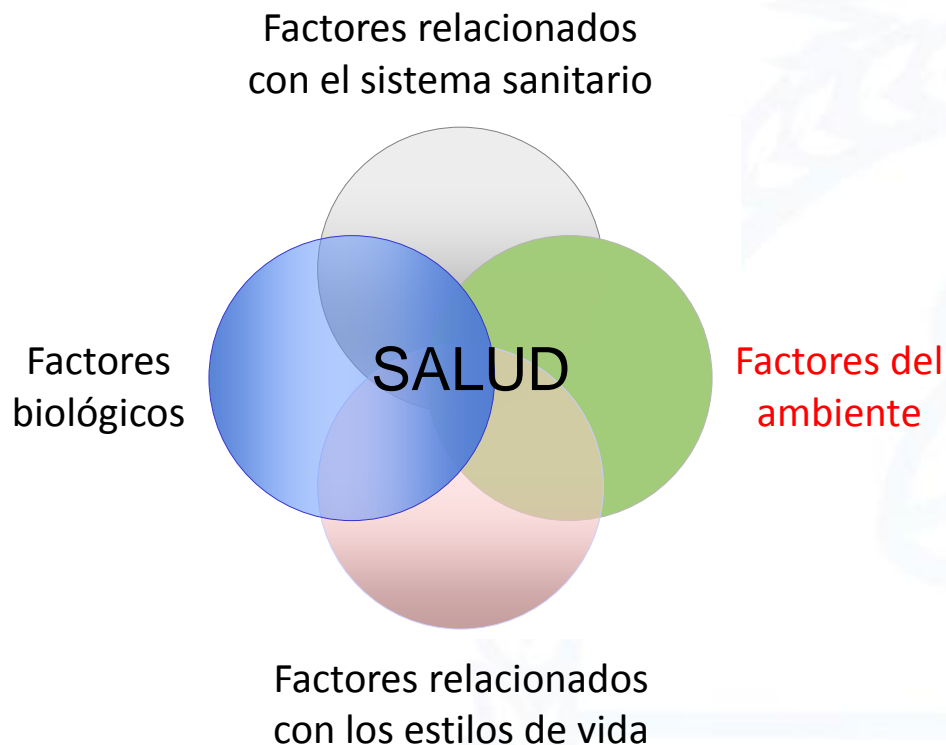 Factores relacionados
con el sistema sanitario
Factores
biológicos
SALUD
Factores del
ambiente
Factores relacionados
con los estilos de vida